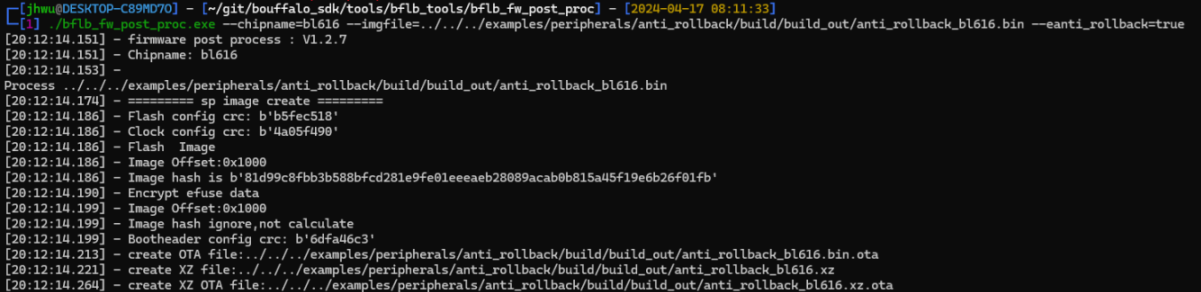 [jhwu@DESKTOP-C89MD7O] - [~/git/bouffalo_sdk/tools/bflb_tools/bflb_fw_post_proc] - [2024-04-17 08:11:33]
[1] ./bflb_fw_post_proc.exe --chipname=bl616 --imgfile=../../../examples/peripherals/anti_rollback/build/build_out/anti_rollback_bl616.bin --eanti_rollback=true
[20:12:14.151] - firmware post process : V1.2.7
[20:12:14.151] - Chipname: bl616
[20:12:14.153] -
Process ../../../examples/peripherals/anti_rollback/build/build_out/anti_rollback_bl616.bin
[20:12:14.174] - ========= sp image create =========
[20:12:14.186] - Flash config crc: b'b5fec518'
[20:12:14.186] - Clock config crc: b'4a05f490'
[20:12:14.186] - Flash  Image
[20:12:14.186] - Image Offset:0x1000
[20:12:14.186] - Image hash is b'81d99c8fbb3b588bfcd281e9fe01eeeaeb28089acab0b815a45f19e6b26f01fb'
[20:12:14.190] - Encrypt efuse data
[20:12:14.199] - Image Offset:0x1000
[20:12:14.199] - Image hash ignore,not calculate
[20:12:14.199] - Bootheader config crc: b'6dfa46c3'
[20:12:14.213] - create OTA file:../../../examples/peripherals/anti_rollback/build/build_out/anti_rollback_bl616.bin.ota
[20:12:14.221] - create XZ file:../../../examples/peripherals/anti_rollback/build/build_out/anti_rollback_bl616.xz
[20:12:14.264] - create XZ OTA file:../../../examples/peripherals/anti_rollback/build/build_out/anti_rollback_bl616.xz.ota